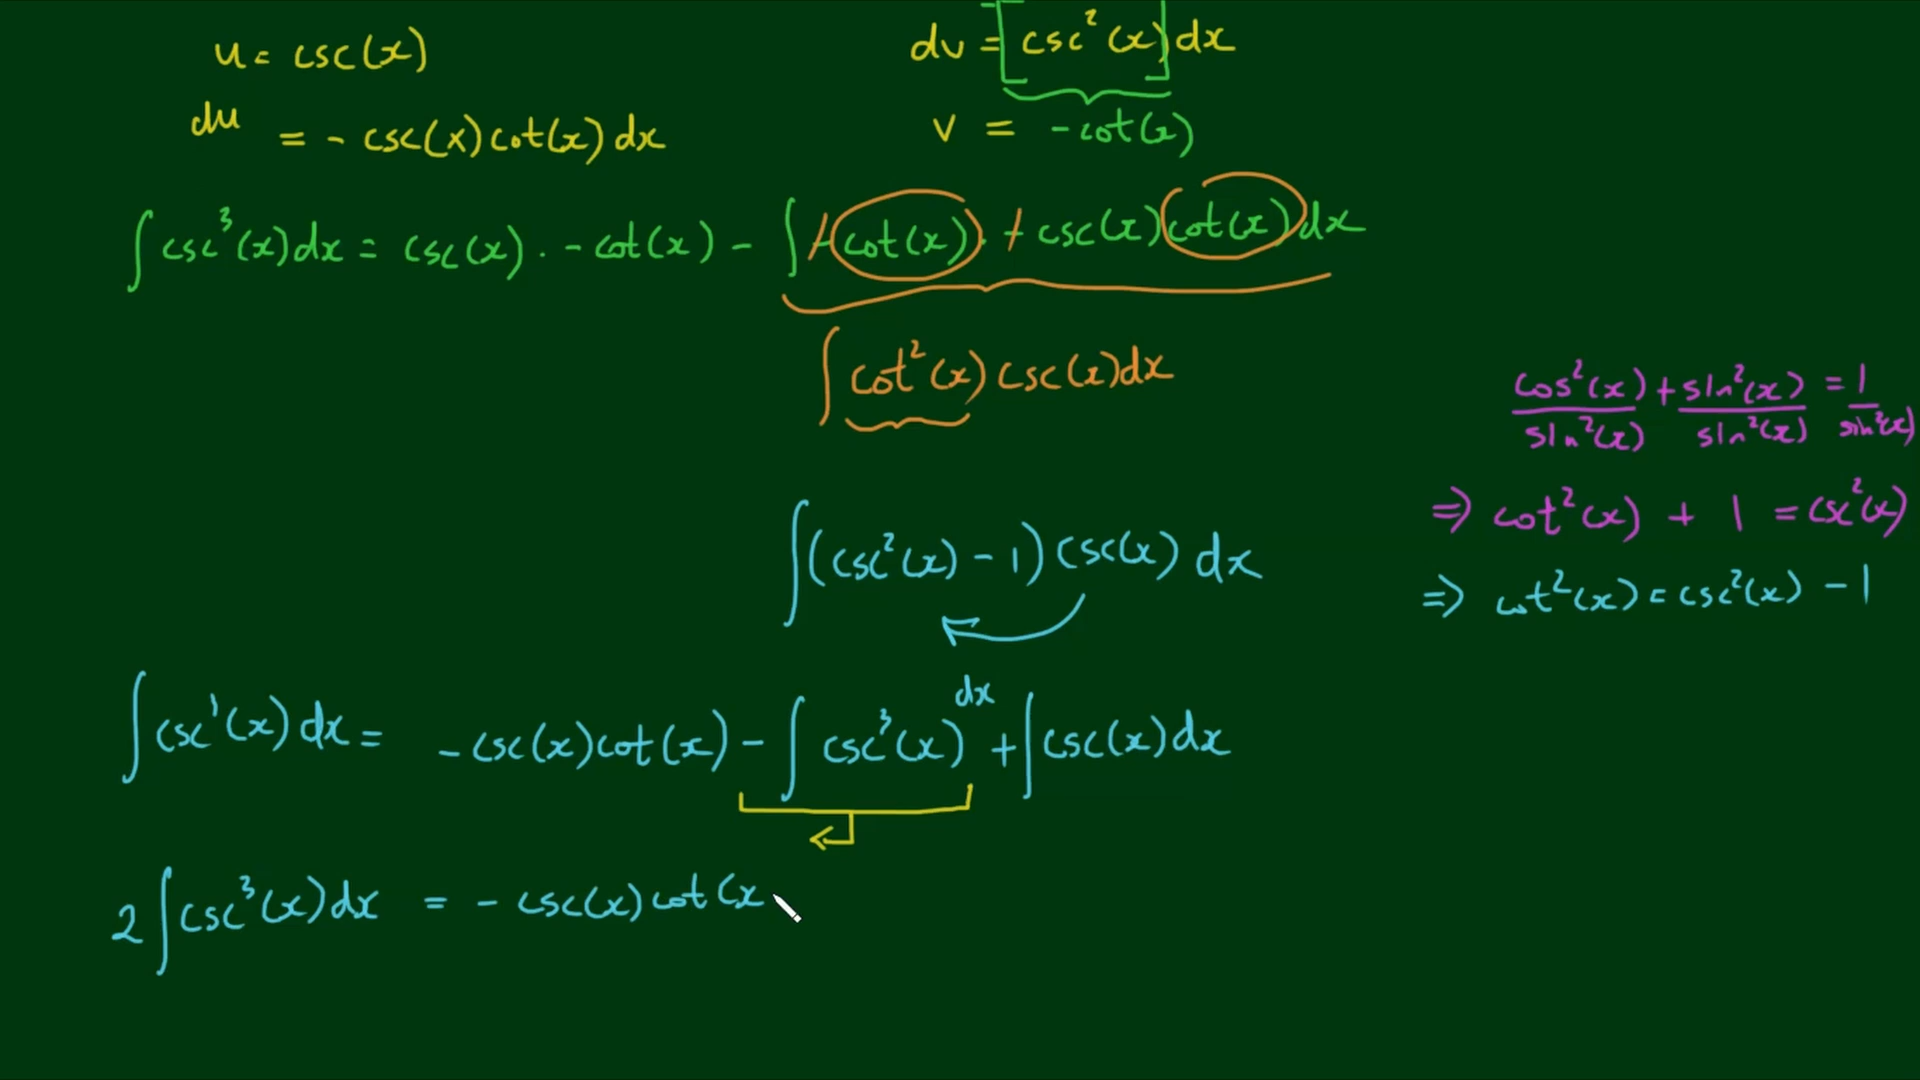 u = csc(x) dv = [csc²(x)]dx
du = - csc(x)cot(x)dx v = -cot(x)
∫csc³(x)dx = csc(x) · -cot(x) - ∫+cot(x) · + csc(x)cot(x)dx
∫cot²(x)csc(x)dx
cos²(x)/sin²(x) + sin²(x)/sin²(x) = 1/sin²(x)
⇒ cot²(x) + 1 = csc²(x)
∫(csc²(x) - 1)csc(x) dx
⇒ cot²(x) = csc²(x) - 1
∫csc¹(x)dx = -csc(x)cot(x) - ∫csc³(x)dx + ∫csc(x)dx
2∫csc³(x)dx = - csc(x)cot(x